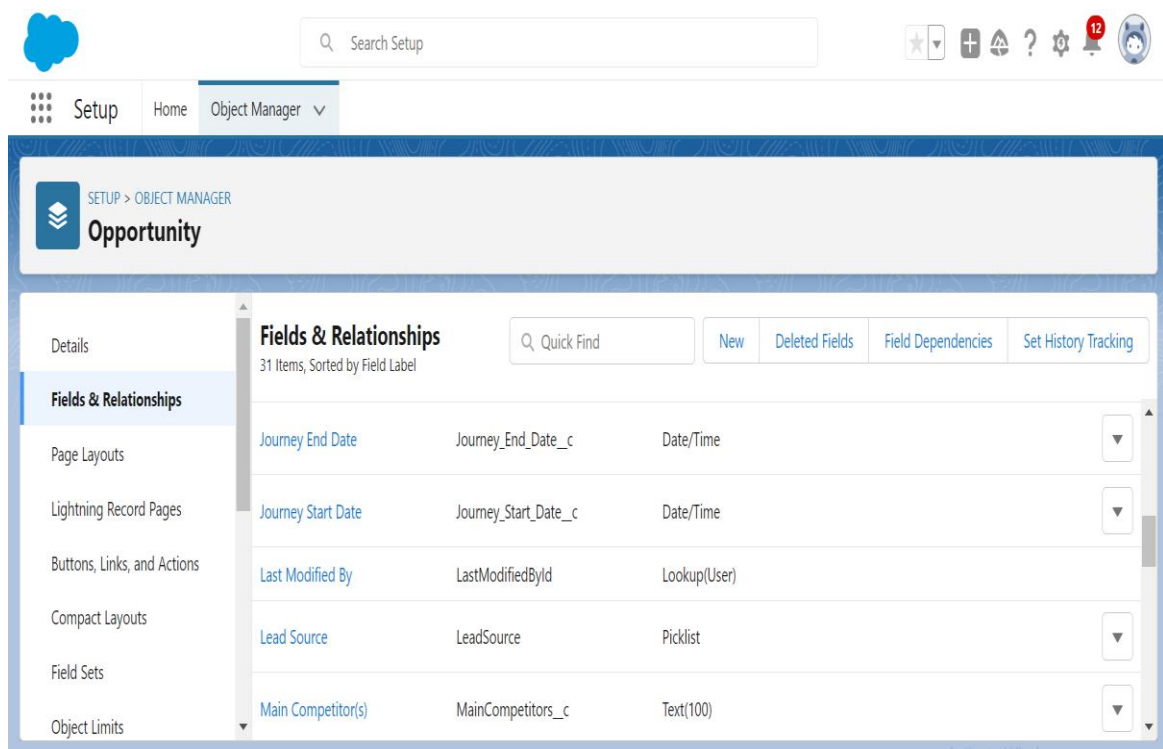 Search Setup
12
Setup
Home
Object Manager
SETUP > OBJECT MANAGER
Opportunity
Details
Fields & Relationships
Page Layouts
Lightning Record Pages
Buttons, Links, and Actions
Compact Layouts
Field Sets
Object Limits
Fields & Relationships
31 Items, Sorted by Field Label
Quick Find
New
Deleted Fields
Field Dependencies
Set History Tracking
Journey End Date Journey_End_Date__c Date/Time
Journey Start Date Journey_Start_Date__c Date/Time
Last Modified By LastModifiedById Lookup(User)
Lead Source LeadSource Picklist
Main Competitor(s) MainCompetitors__c Text(100)